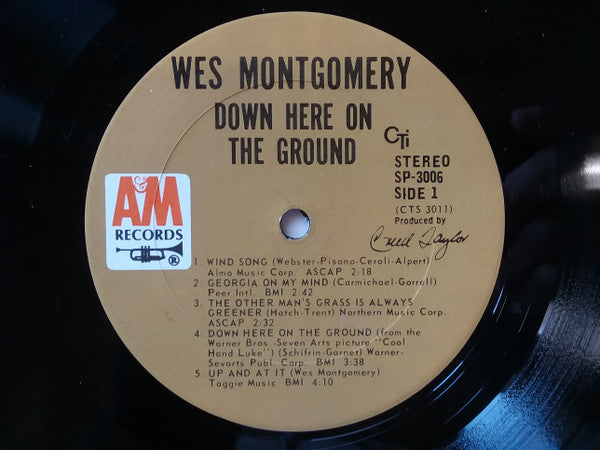 WES MONTGOMERY
DOWN HERE ON
THE GROUND
CTi
STEREO
SP-3006
SIDE 1
(CTS 3011)
Produced by
Creed Taylor
A&M
RECORDS
®
1. WIND SONG (Webster-Pisano-Ceroli-Alpert)
Almo Music Corp. ASCAP 2:18
2. GEORGIA ON MY MIND (Carmichael-Gorrell)
Peer Intl. BMI 2:42
3. THE OTHER MAN'S GRASS IS ALWAYS
GREENER (Hatch-Trent) Northern Music Corp.
ASCAP 2:32
4. DOWN HERE ON THE GROUND (from the
Warner Bros.-Seven Arts picture "Cool
Hand Luke") (Schifrin-Garnet) Warner-
Sevarts Publ. Corp. BMI 3:38
5. UP AND AT IT (Wes Montgomery)
Taggie Music BMI 4:10